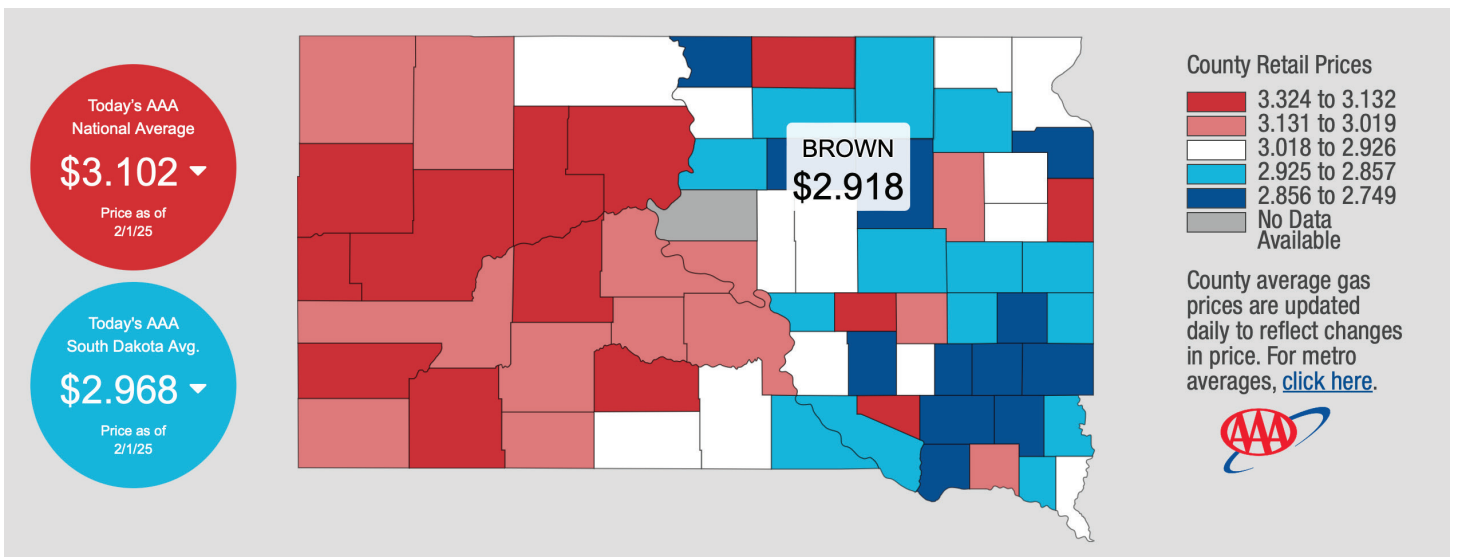 Today's AAA
National Average
$3.102
Price as of
2/1/25
Today's AAA
South Dakota Avg.
$2.968
Price as of
2/1/25
BROWN
$2.918
County Retail Prices
3.324 to 3.132
3.131 to 3.019
3.018 to 2.926
2.925 to 2.857
2.856 to 2.749
No Data
Available
County average gas
prices are updated
daily to reflect changes
in price. For metro
averages, click here.
AAA